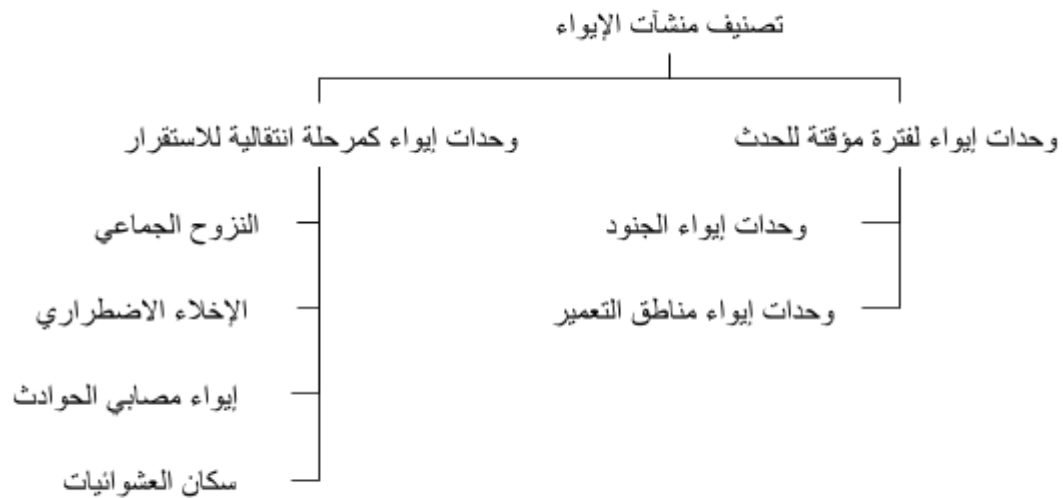 تصنيف منشآت الإيواء
وحدات إيواء لفترة مؤقتة للحدث
وحدات إيواء الجنود
وحدات إيواء مناطق التعمير
وحدات إيواء كمرحلة انتقالية للاستقرار
النزوح الجماعي
الإخلاء الاضطراري
إيواء مصابي الحوادث
سكان العشوائيات